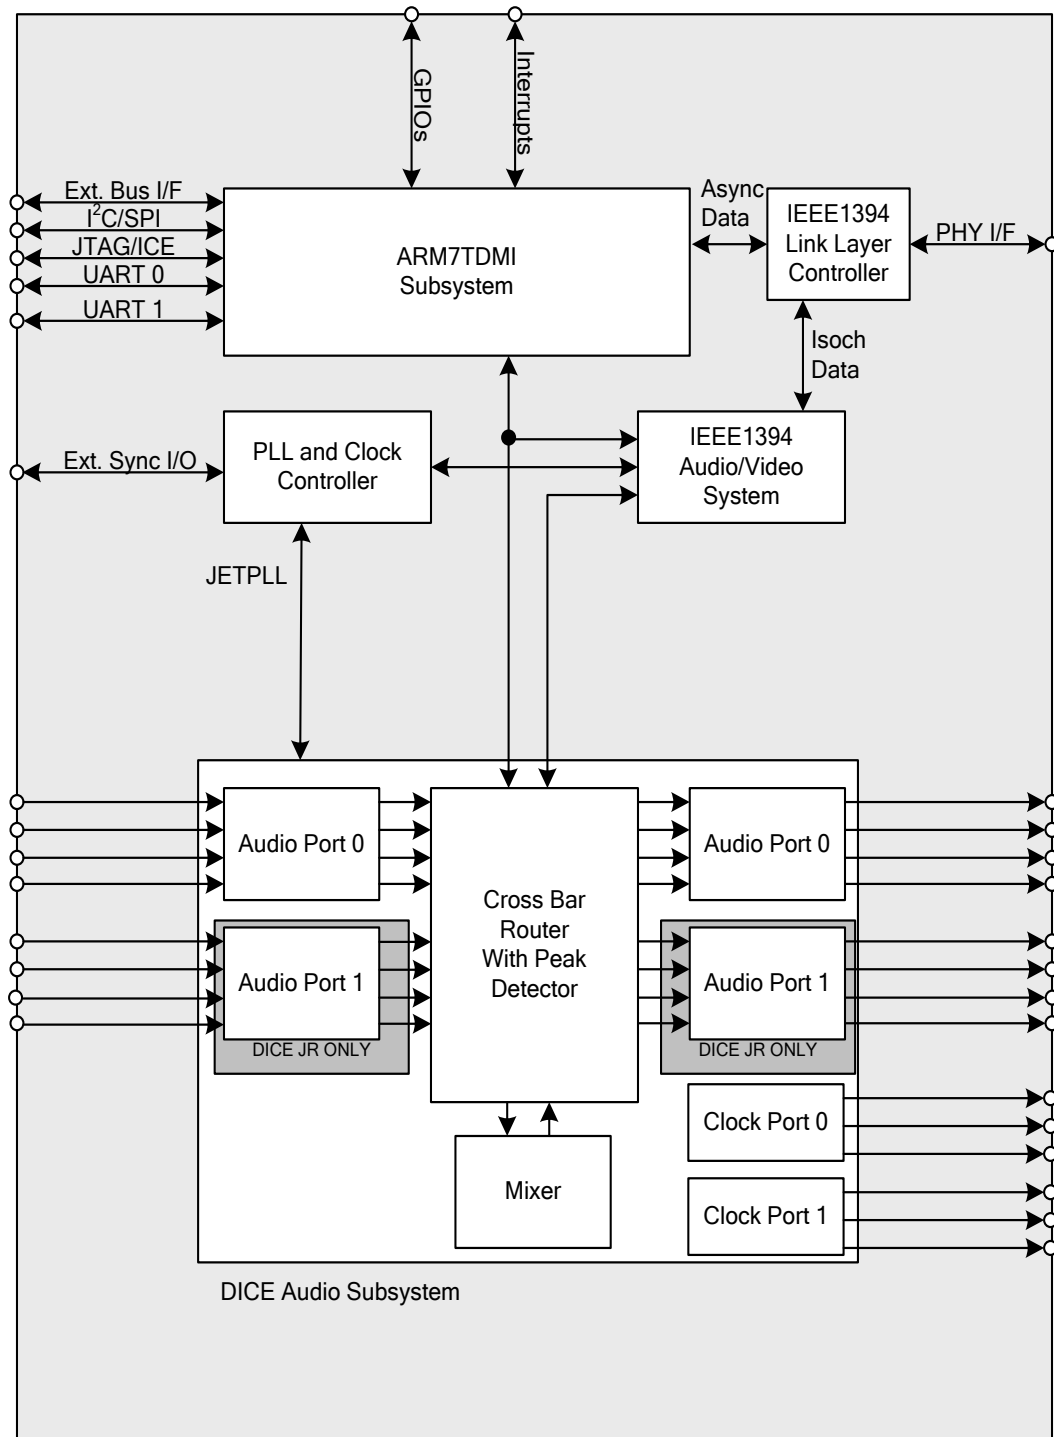 GPIOs
Interrupts
Ext. Bus I/F
I²C/SPI
JTAG/ICE
UART 0
UART 1
ARM7TDMI
Subsystem
Async
Data
IEEE1394
Link Layer
Controller
PHY I/F
Isoch
Data
Ext. Sync I/O
PLL and Clock
Controller
IEEE1394
Audio/Video
System
JETPLL
Audio Port 0
Cross Bar
Router
With Peak
Detector
Audio Port 0
Audio Port 1
DICE JR ONLY
Audio Port 1
DICE JR ONLY
Clock Port 0
Mixer
Clock Port 1
DICE Audio Subsystem